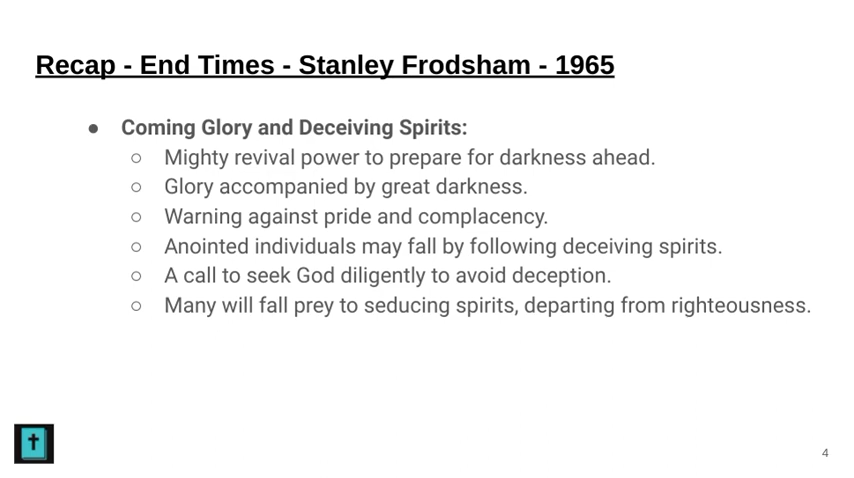 Recap - End Times - Stanley Frodsham - 1965
● Coming Glory and Deceiving Spirits:
○ Mighty revival power to prepare for darkness ahead.
○ Glory accompanied by great darkness.
○ Warning against pride and complacency.
○ Anointed individuals may fall by following deceiving spirits.
○ A call to seek God diligently to avoid deception.
○ Many will fall prey to seducing spirits, departing from righteousness.
4